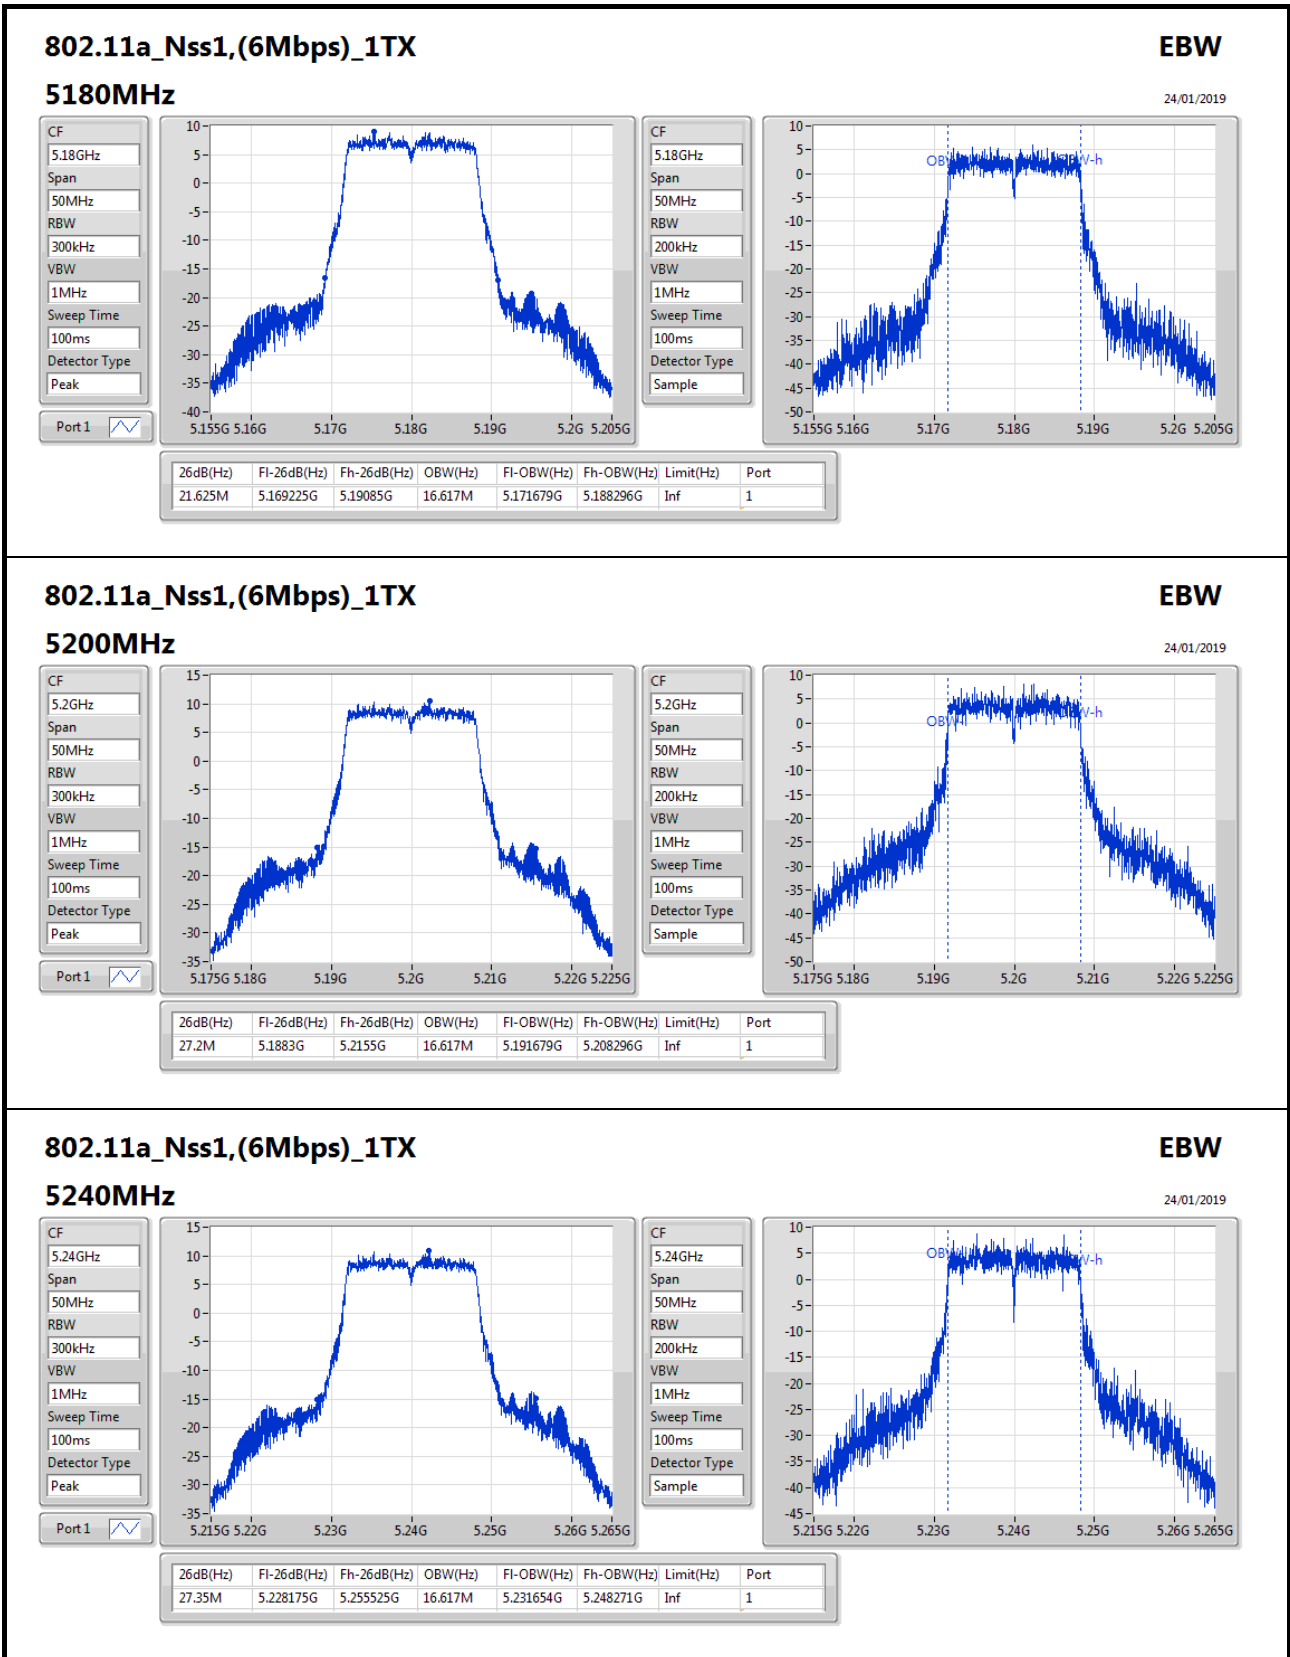 802.11a_Nss1,(6Mbps)_1TX EBW
5180MHz 24/01/2019
CF
5.18GHz
Span
50MHz
RBW
300kHz
VBW
1MHz
Sweep Time
100ms
Detector Type
Peak
Port 1
10
5
0
-5
-10
-15
-20
-25
-30
-35
-40
5.155G 5.16G 5.17G 5.18G 5.19G 5.2G 5.205G
CF
5.18GHz
Span
50MHz
RBW
200kHz
VBW
1MHz
Sweep Time
100ms
Detector Type
Sample
10
5
0
-5
-10
-15
-20
-25
-30
-35
-40
-45
-50
5.155G 5.16G 5.17G 5.18G 5.19G 5.2G 5.205G
26dB(Hz) Fl-26dB(Hz) Fh-26dB(Hz) OBW(Hz) Fl-OBW(Hz) Fh-OBW(Hz) Limit(Hz) Port
21.625M 5.169225G 5.19085G 16.617M 5.171679G 5.188296G Inf 1
802.11a_Nss1,(6Mbps)_1TX EBW
5200MHz 24/01/2019
CF
5.2GHz
Span
50MHz
RBW
300kHz
VBW
1MHz
Sweep Time
100ms
Detector Type
Peak
Port 1
15
10
5
0
-5
-10
-15
-20
-25
-30
-35
5.175G 5.18G 5.19G 5.2G 5.21G 5.22G 5.225G
CF
5.2GHz
Span
50MHz
RBW
200kHz
VBW
1MHz
Sweep Time
100ms
Detector Type
Sample
10
5
0
-5
-10
-15
-20
-25
-30
-35
-40
-45
-50
5.175G 5.18G 5.19G 5.2G 5.21G 5.22G 5.225G
26dB(Hz) Fl-26dB(Hz) Fh-26dB(Hz) OBW(Hz) Fl-OBW(Hz) Fh-OBW(Hz) Limit(Hz) Port
27.2M 5.1883G 5.2155G 16.617M 5.191679G 5.208296G Inf 1
802.11a_Nss1,(6Mbps)_1TX EBW
5240MHz 24/01/2019
CF
5.24GHz
Span
50MHz
RBW
300kHz
VBW
1MHz
Sweep Time
100ms
Detector Type
Peak
Port 1
15
10
5
0
-5
-10
-15
-20
-25
-30
-35
5.215G 5.22G 5.23G 5.24G 5.25G 5.26G 5.265G
CF
5.24GHz
Span
50MHz
RBW
200kHz
VBW
1MHz
Sweep Time
100ms
Detector Type
Sample
10
5
0
-5
-10
-15
-20
-25
-30
-35
-40
-45
5.215G 5.22G 5.23G 5.24G 5.25G 5.26G 5.265G
26dB(Hz) Fl-26dB(Hz) Fh-26dB(Hz) OBW(Hz) Fl-OBW(Hz) Fh-OBW(Hz) Limit(Hz) Port
27.35M 5.228175G 5.255525G 16.617M 5.231654G 5.248271G Inf 1